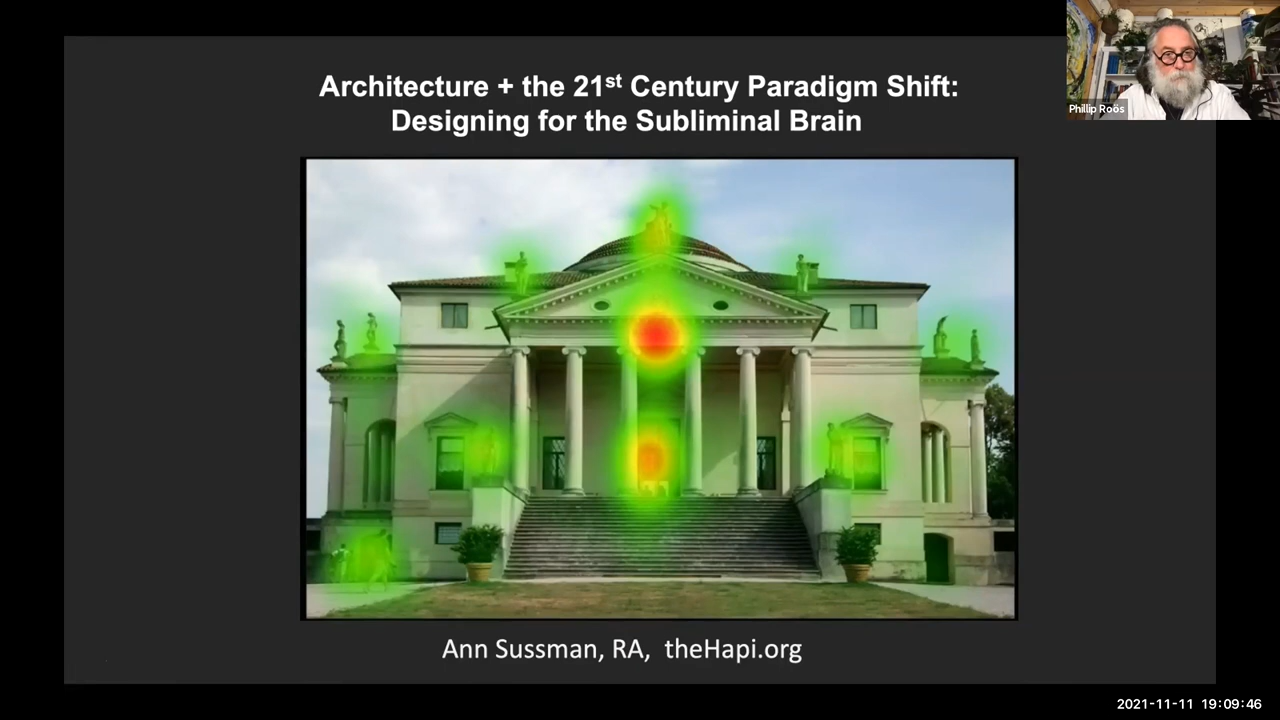 Architecture + the 21st Century Paradigm Shift:
Designing for the Subliminal Brain
Phillip Roös
Ann Sussman, RA, theHapi.org
2021-11-11 19:09:46